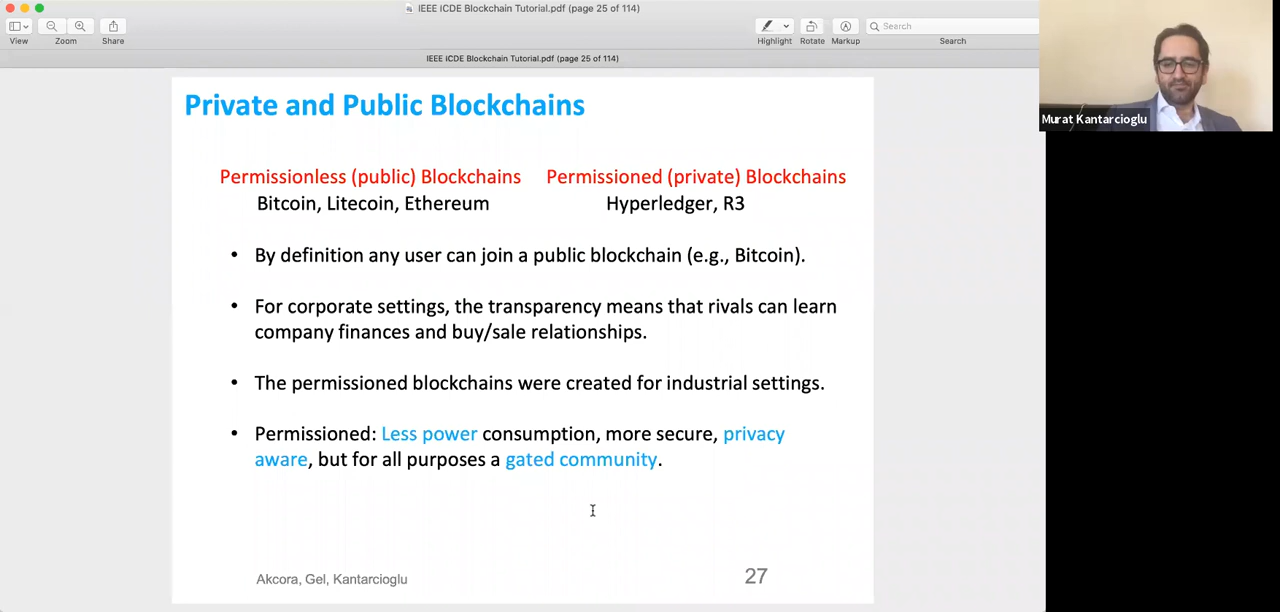 IEEE ICDE Blockchain Tutorial.pdf (page 25 of 114)
View
Zoom
Share
Highlight
Rotate
Markup
Search
Search
IEEE ICDE Blockchain Tutorial.pdf (page 25 of 114)
Murat Kantarcioglu
Private and Public Blockchains
Permissionless (public) Blockchains
Bitcoin, Litecoin, Ethereum
Permissioned (private) Blockchains
Hyperledger, R3
• By definition any user can join a public blockchain (e.g., Bitcoin).
• For corporate settings, the transparency means that rivals can learn
company finances and buy/sale relationships.
• The permissioned blockchains were created for industrial settings.
• Permissioned: Less power consumption, more secure, privacy
aware, but for all purposes a gated community.
Akcora, Gel, Kantarcioglu
27